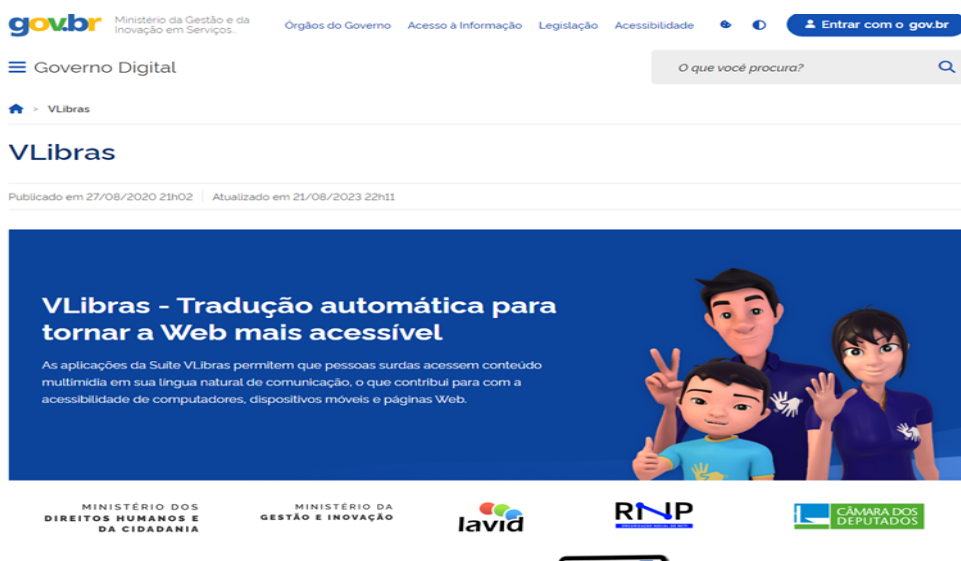 gov.br
Ministério da Gestão e da
Inovação em Serviços.
Órgãos do Governo Acesso à Informação Legislação Acessibilidade Entrar com o gov.br
Governo Digital
O que você procura?
> VLibras
VLibras
Publicado em 27/08/2020 21h02 Atualizado em 21/08/2023 22h11
VLibras - Tradução automática para
tornar a Web mais acessível
As aplicações da Suíte VLibras permitem que pessoas surdas acessem conteúdo
multimídia em sua língua natural de comunicação, o que contribui para com a
acessibilidade de computadores, dispositivos móveis e páginas Web.
MINISTÉRIO DOS
DIREITOS HUMANOS E
DA CIDADANIA
MINISTÉRIO DA
GESTÃO E INOVAÇÃO
lavid
RNP
CÂMARA DOS
DEPUTADOS